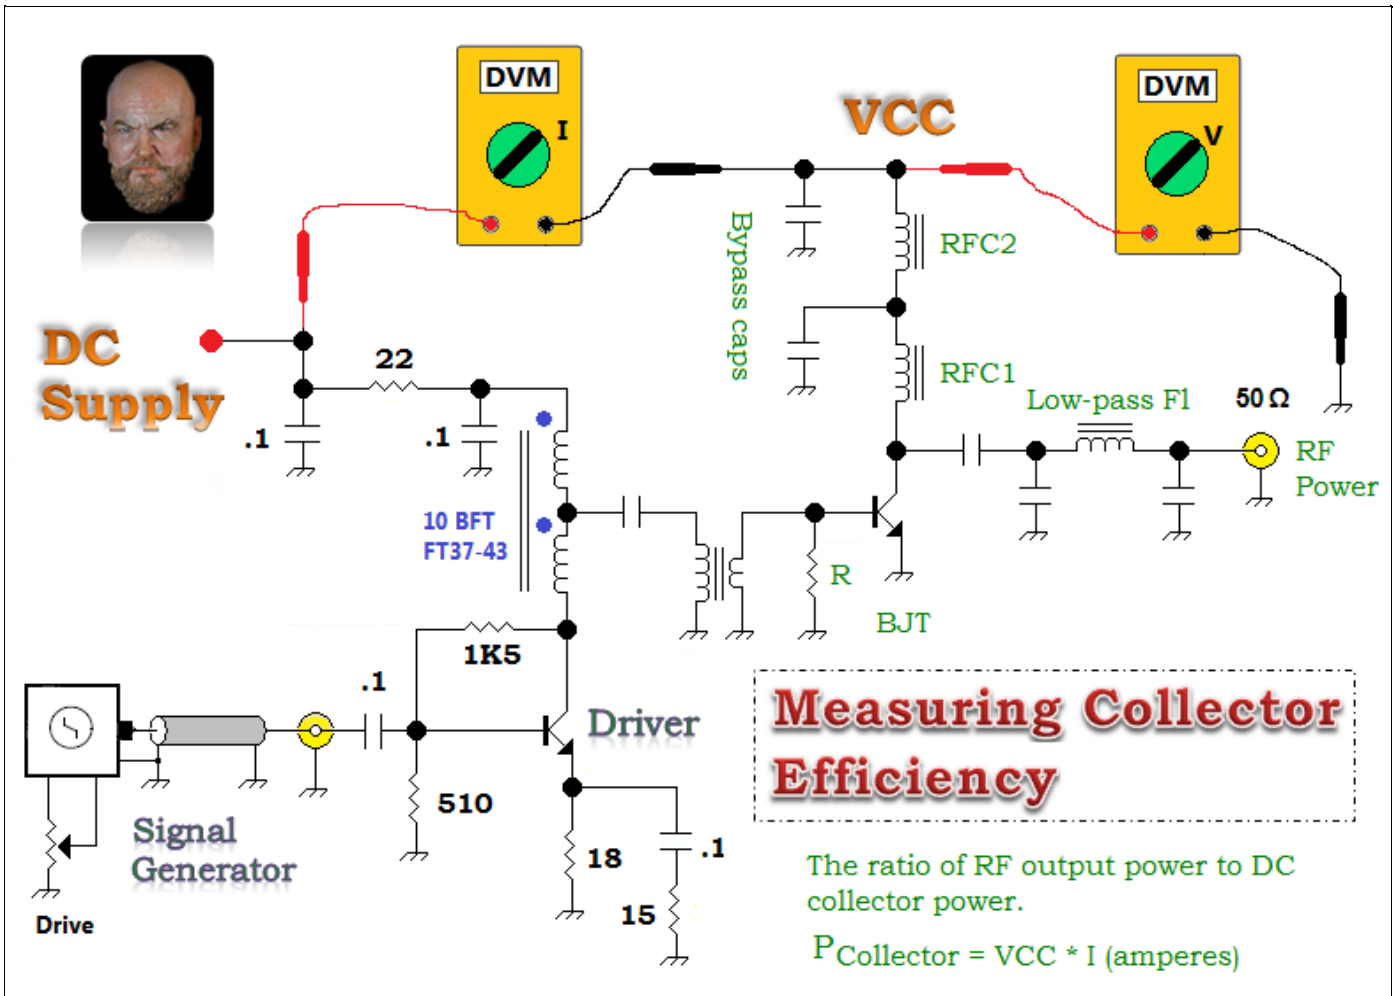 DVM
I
VCC
DVM
V
Bypass caps
RFC2
DC
Supply
22
RFC1
Low-pass Fl
50 Ω
.1
.1
RF
Power
10 BFT
FT37-43
R
BJT
1K5
.1
Driver
Measuring Collector
Efficiency
510
Signal
Generator
18
.1
15
Drive
The ratio of RF output power to DC
collector power.
PCollector = VCC * I (amperes)